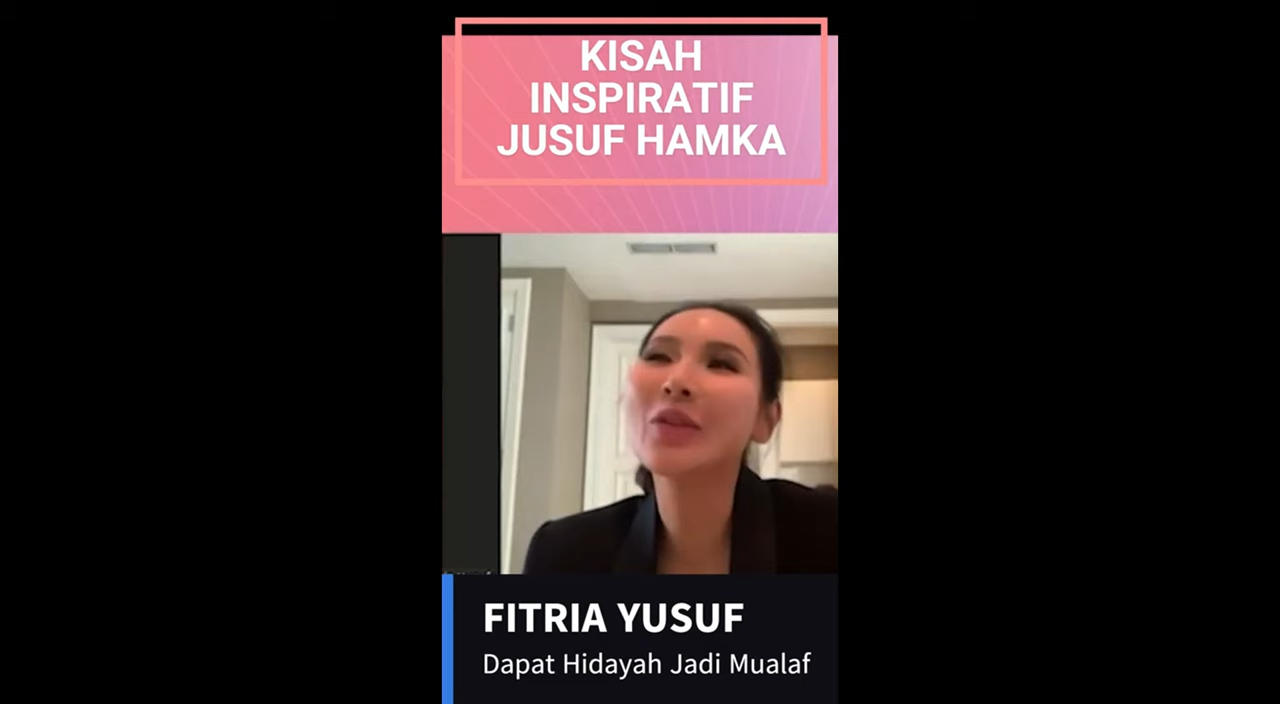 KISAH
INSPIRATIF
JUSUF HAMKA
FITRIA YUSUF
Dapat Hidayah Jadi Mualaf